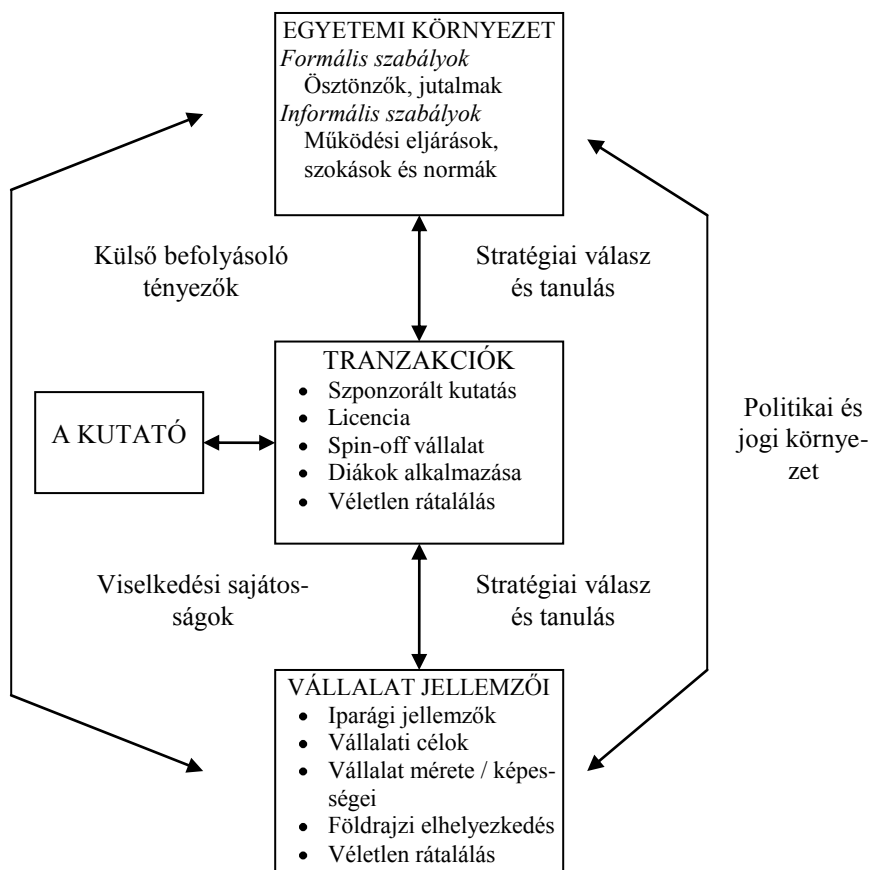 EGYETEMI KÖRNYEZET
Formális szabályok
Ösztönzők, jutalmak
Informális szabályok
Működési eljárások,
szokások és normák
Külső befolyásoló
tényezők
Stratégiai válasz
és tanulás
TRANZAKCIÓK
• Szponzorált kutatás
• Licencia
• Spin-off vállalat
• Diákok alkalmazása
• Véletlen rátalálás
A KUTATÓ
Politikai és
jogi környe-
zet
Viselkedési sajátos-
ságok
Stratégiai válasz
és tanulás
VÁLLALAT JELLEMZŐI
• Iparági jellemzők
• Vállalati célok
• Vállalat mérete / képes-
ségei
• Földrajzi elhelyezkedés
• Véletlen rátalálás